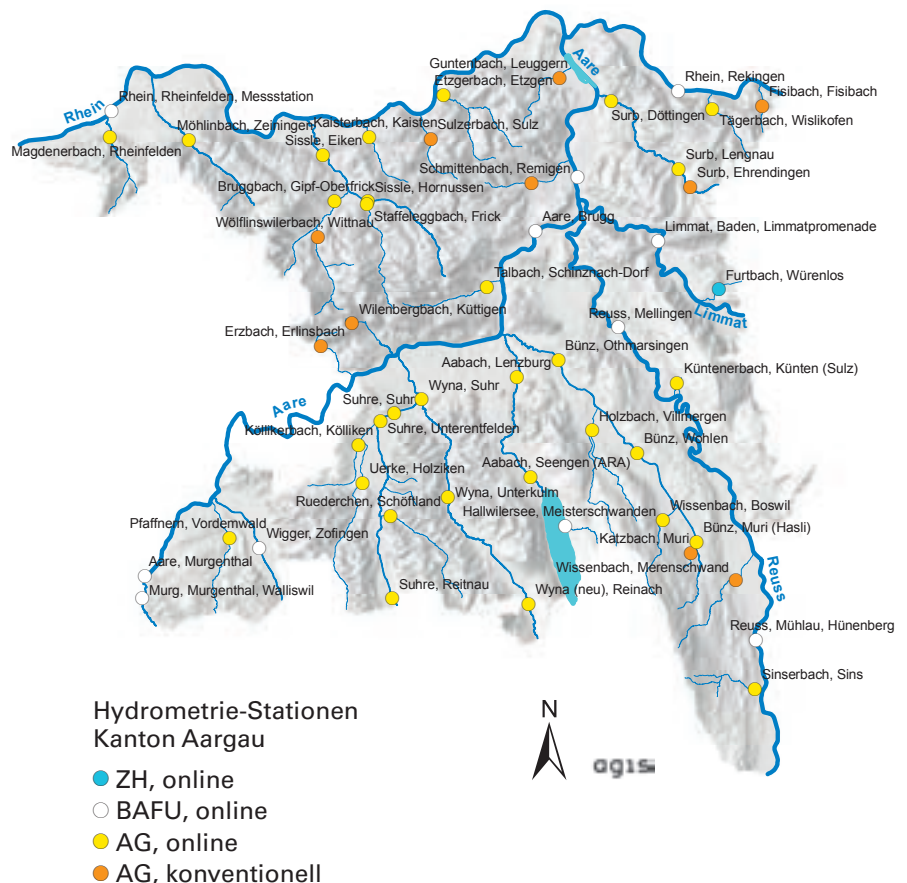 Guntenbach, Leuggern
Aare
Etzgerbach, Etzgen
Rhein, Rekingen
Fisibach, Fisibach
Rhein
Rhein, Rheinfelden, Messstation
Möhlinbach, Zeiningen
Kaisterbach, Kaisten
Sulzerbach, Sulz
Surb, Döttingen
Tägerbach, Wislikofen
Magdenerbach, Rheinfelden
Sissle, Eiken
Surb, Lengnau
Schmittenbach, Remigen
Surb, Ehrendingen
Bruggbach, Gipf-Oberfrick
Sissle, Hornussen
Staffeleggbach, Frick
Wölflinswilerbach, Wittnau
Aare, Brugg
Limmat, Baden, Limmatpromenade
Talbach, Schinznach-Dorf
Furtbach, Würenlos
Wilenbergbach, Küttigen
Reuss, Mellingen
Limmat
Erzbach, Erlinsbach
Bünz, Othmarsingen
Aabach, Lenzburg
Küntenerbach, Künten (Sulz)
Wyna, Suhr
Aare
Suhre, Suhr
Holzbach, Villmergen
Köllikerbach, Kölliken
Suhre, Unterentfelden
Bünz, Wohlen
Uerke, Holziken
Aabach, Seengen (ARA)
Ruederchen, Schöftland
Wyna, Unterkulm
Hallwilersee, Meisterschwanden
Wissenbach, Boswil
Pfaffnern, Vordemwald
Wigger, Zofingen
Katzbach, Muri
Bünz, Muri (Hasli)
Aare, Murgenthal
Wissenbach, Merenschwand
Reuss
Murg, Murgenthal, Walliswil
Suhre, Reitnau
Wyna (neu), Reinach
Reuss, Mühlau, Hünenberg
Sinserbach, Sins
Hydrometrie-Stationen
Kanton Aargau
N
agis
ZH, online
BAFU, online
AG, online
AG, konventionell